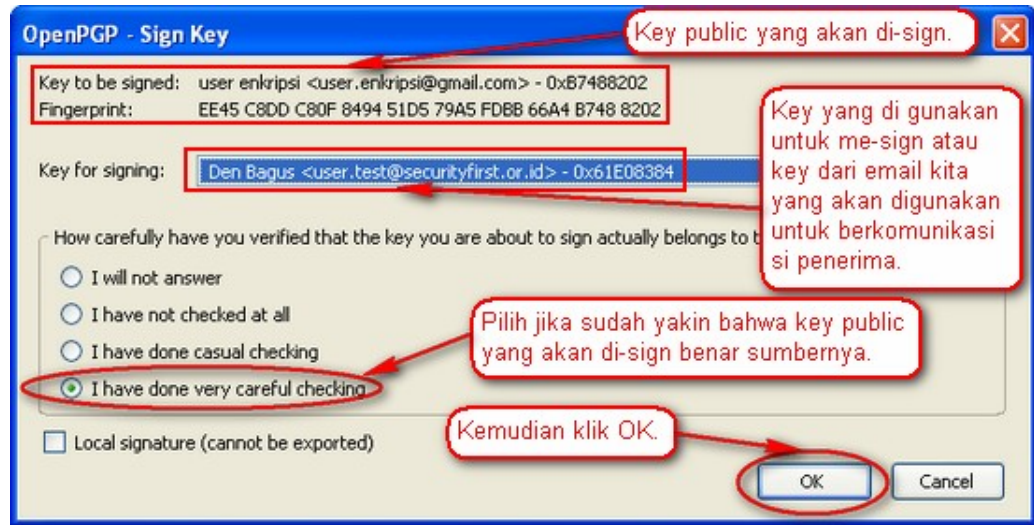 OpenPGP - Sign Key
Key public yang akan di-sign.
Key to be signed: user enkripsi <user.enkripsi@gmail.com> - 0xB7488202
Fingerprint: EE45 C8DD C80F 8494 51D5 79A5 FDBB 66A4 B748 8202
Key yang di gunakan
untuk me-sign atau
key dari email kita
yang akan digunakan
untuk berkomunikasi
si penerima.
Key for signing: Den Bagus <user.test@securityfirst.or.id> - 0x61E08384
How carefully have you verified that the key you are about to sign actually belongs to t
I will not answer
I have not checked at all
I have done casual checking
I have done very careful checking
Pilih jika sudah yakin bahwa key public
yang akan di-sign benar sumbernya.
Local signature (cannot be exported)
Kemudian klik OK.
OK Cancel